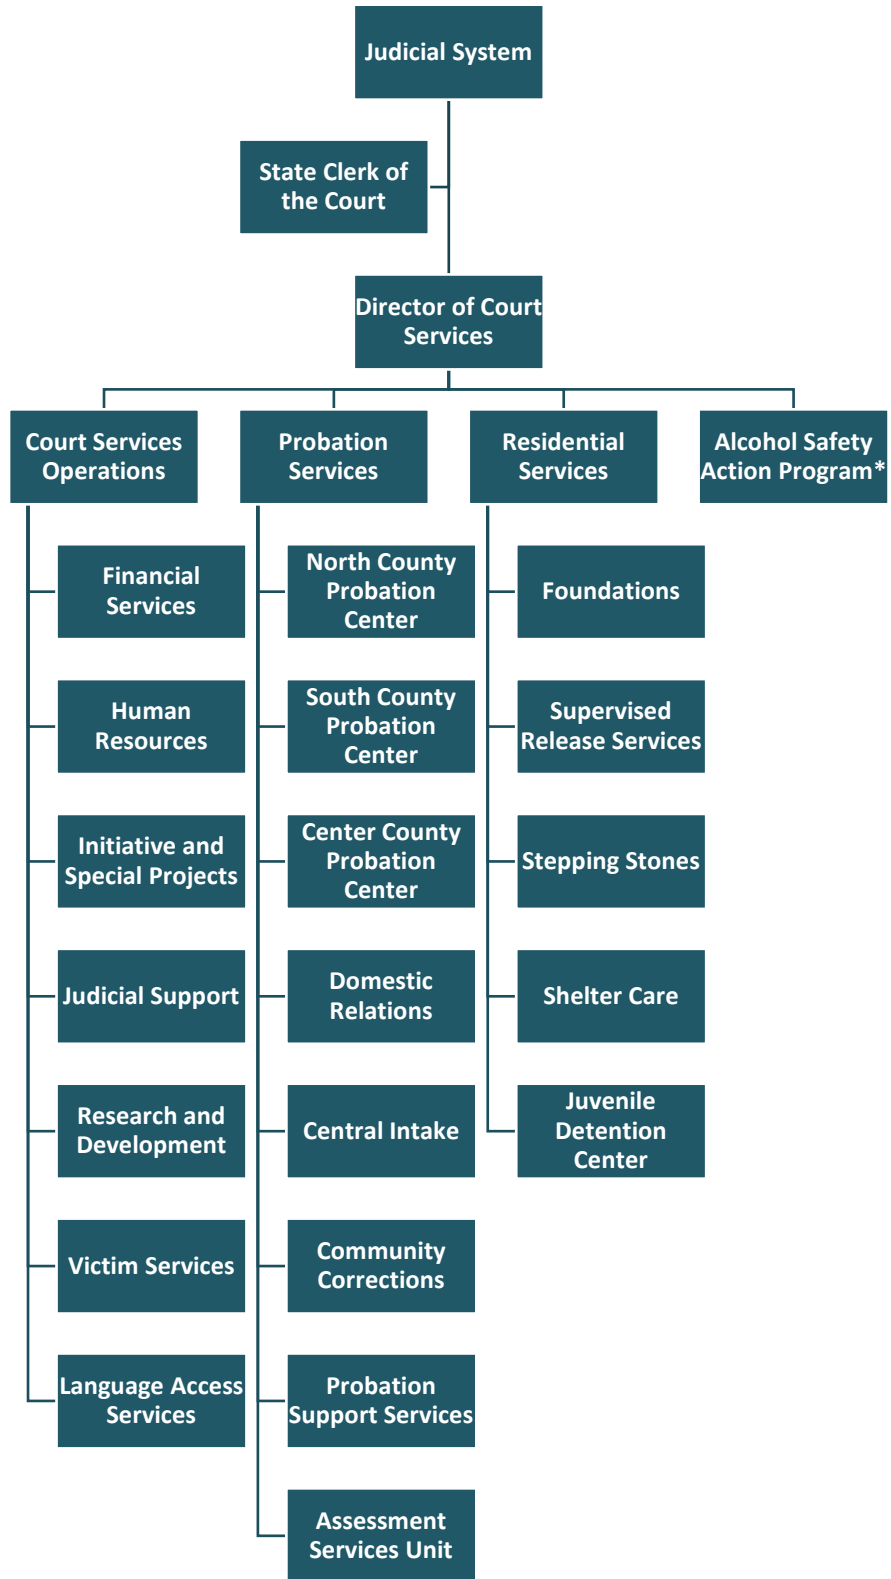 Judicial System
State Clerk of
the Court
Director of Court
Services
Court Services
Operations
Financial
Services
Human
Resources
Initiative and
Special Projects
Judicial Support
Research and
Development
Victim Services
Language Access
Services
Probation
Services
North County
Probation
Center
South County
Probation
Center
Center County
Probation
Center
Domestic
Relations
Central Intake
Community
Corrections
Probation
Support Services
Assessment
Services Unit
Residential
Services
Foundations
Supervised
Release Services
Stepping Stones
Shelter Care
Juvenile
Detention
Center
Alcohol Safety
Action Program*